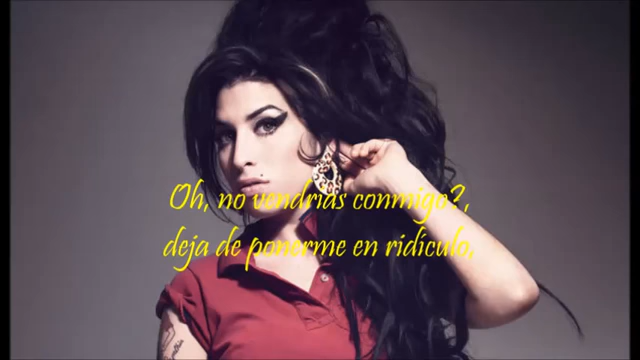 Oh, no vendrías conmigo?,
deja de ponerme en ridículo,